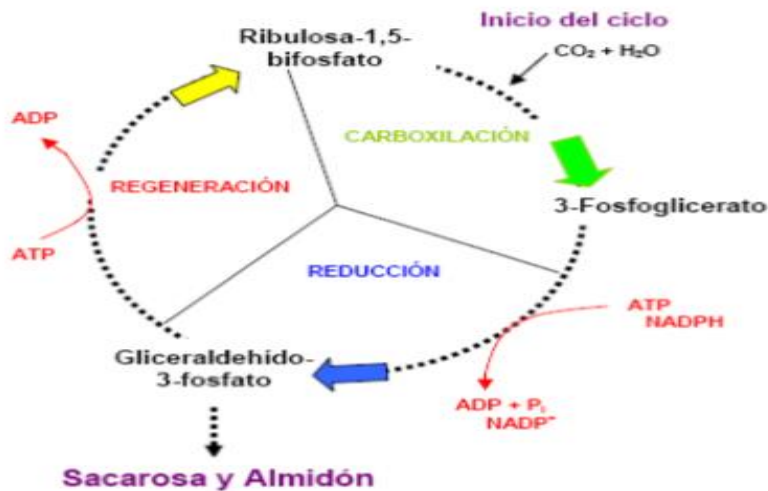 Inicio del ciclo
Ribulosa-1,5-
bifosfato
CO₂ + H₂O
ADP
CARBOXILACIÓN
REGENERACIÓN
3-Fosfoglicerato
ATP
REDUCCIÓN
ATP
NADPH
Gliceraldehído-
3-fosfato
ADP + Pᵢ
NADP⁺
Sacarosa y Almidón